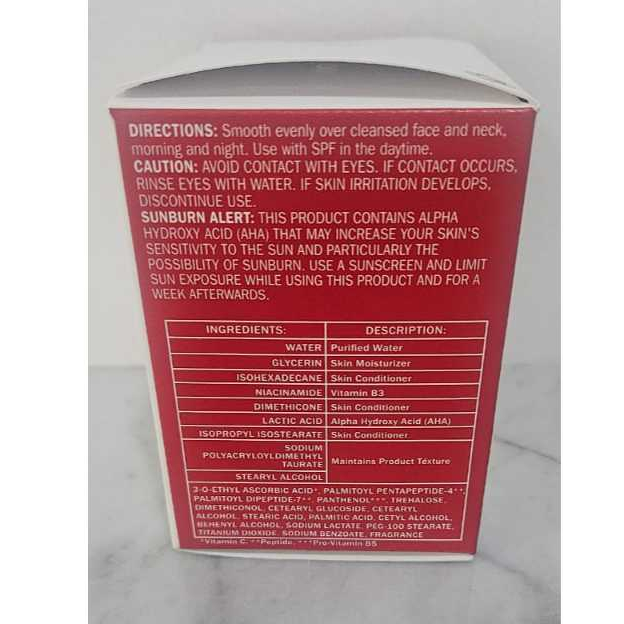 DIRECTIONS: Smooth evenly over cleansed face and neck,
morning and night. Use with SPF in the daytime.
CAUTION: AVOID CONTACT WITH EYES. IF CONTACT OCCURS,
RINSE EYES WITH WATER. IF SKIN IRRITATION DEVELOPS,
DISCONTINUE USE.
SUNBURN ALERT: THIS PRODUCT CONTAINS ALPHA
HYDROXY ACID (AHA) THAT MAY INCREASE YOUR SKIN'S
SENSITIVITY TO THE SUN AND PARTICULARLY THE
POSSIBILITY OF SUNBURN. USE A SUNSCREEN AND LIMIT
SUN EXPOSURE WHILE USING THIS PRODUCT AND FOR A
WEEK AFTERWARDS.
INGREDIENTS: DESCRIPTION:
WATER Purified Water
GLYCERIN Skin Moisturizer
ISOHEXADECANE Skin Conditioner
NIACINAMIDE Vitamin B3
DIMETHICONE Skin Conditioner
LACTIC ACID Alpha Hydroxy Acid (AHA)
ISOPROPYL ISOSTEARATE Skin Conditioner
SODIUM
POLYACRYLOYLDIMETHYL
TAURATE Maintains Product Texture
STEARYL ALCOHOL
3-O-ETHYL ASCORBIC ACID*, PALMITOYL PENTAPEPTIDE-4**,
PALMITOYL DIPEPTIDE-7**, PANTHENOL***, TREHALOSE,
DIMETHICONOL, CETEARYL GLUCOSIDE, CETEARYL
ALCOHOL, STEARIC ACID, PALMITIC ACID, CETYL ALCOHOL,
BEHENYL ALCOHOL, SODIUM LACTATE, PEG-100 STEARATE,
TITANIUM DIOXIDE, SODIUM BENZOATE, FRAGRANCE
*Vitamin C, **Peptide, ***Pro-Vitamin B5